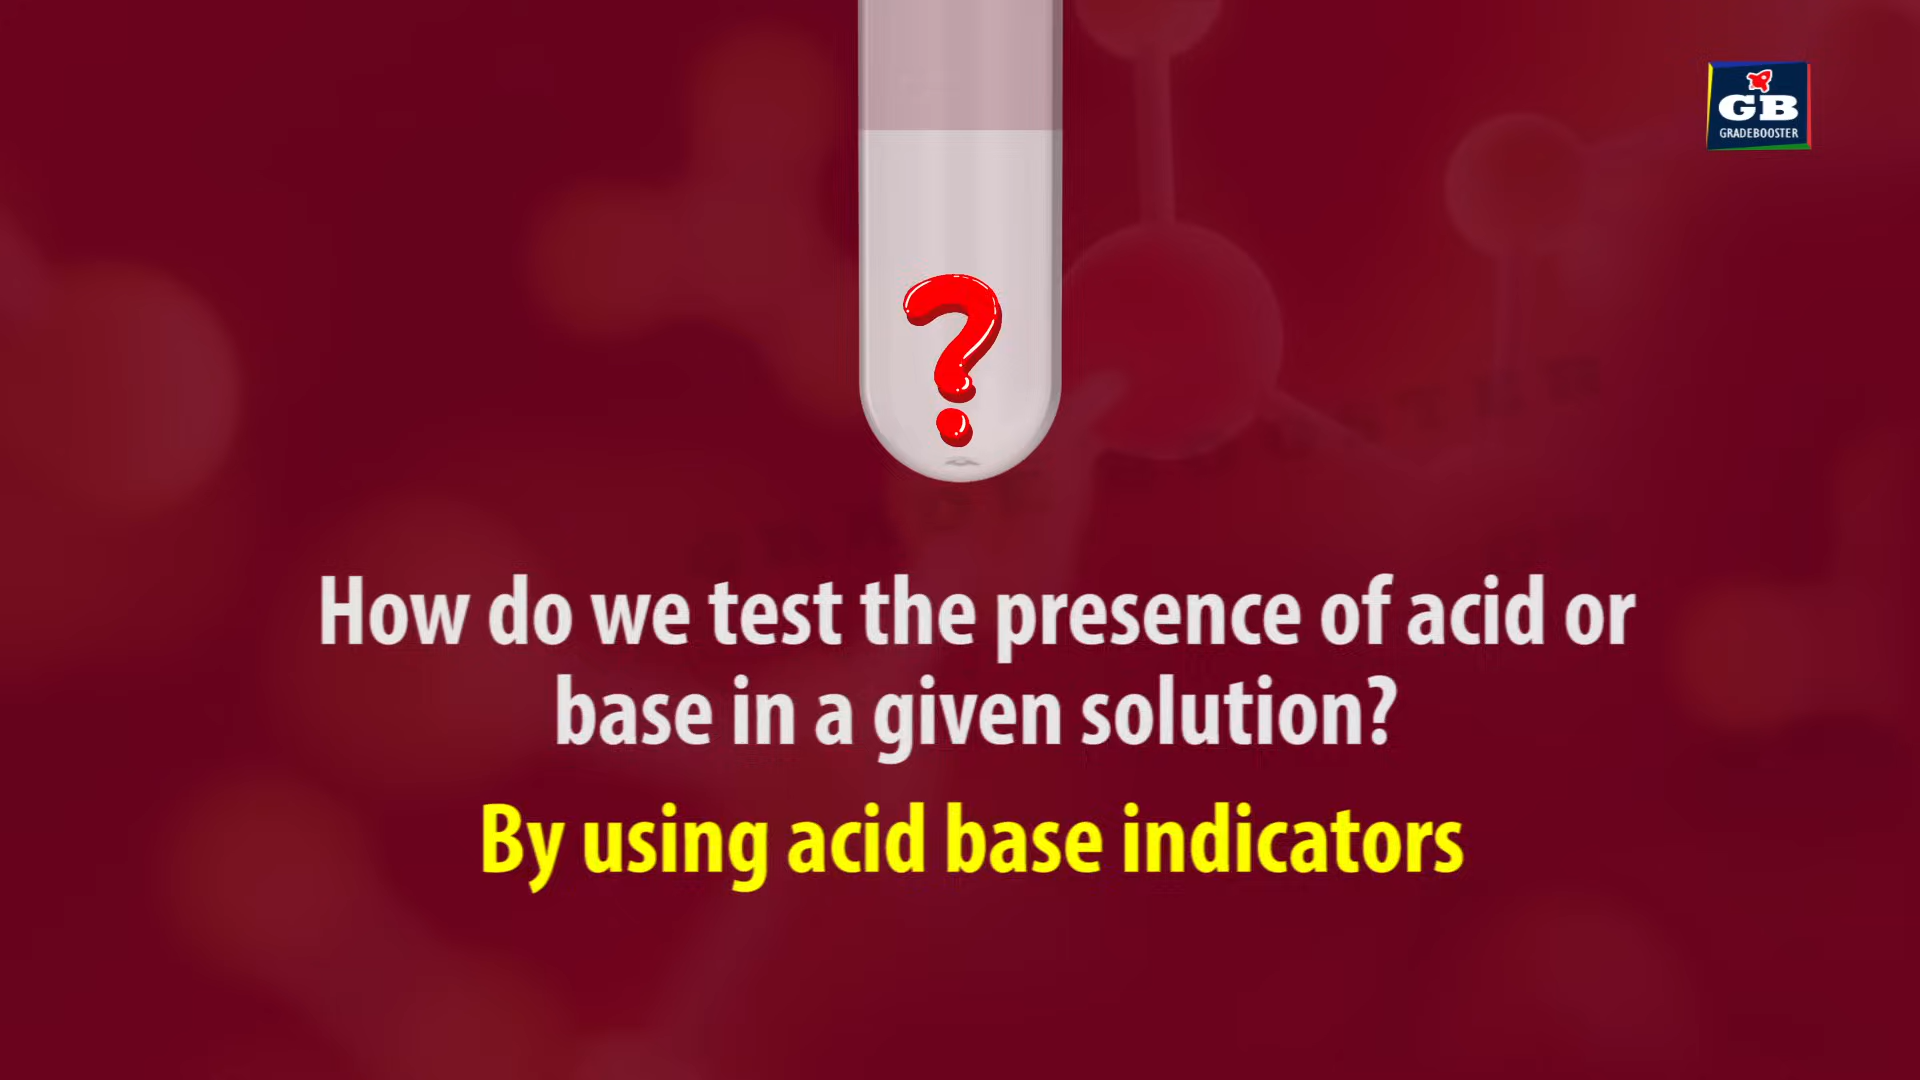 GB
GRADEBOOSTER
?
How do we test the presence of acid or
base in a given solution?
By using acid base indicators